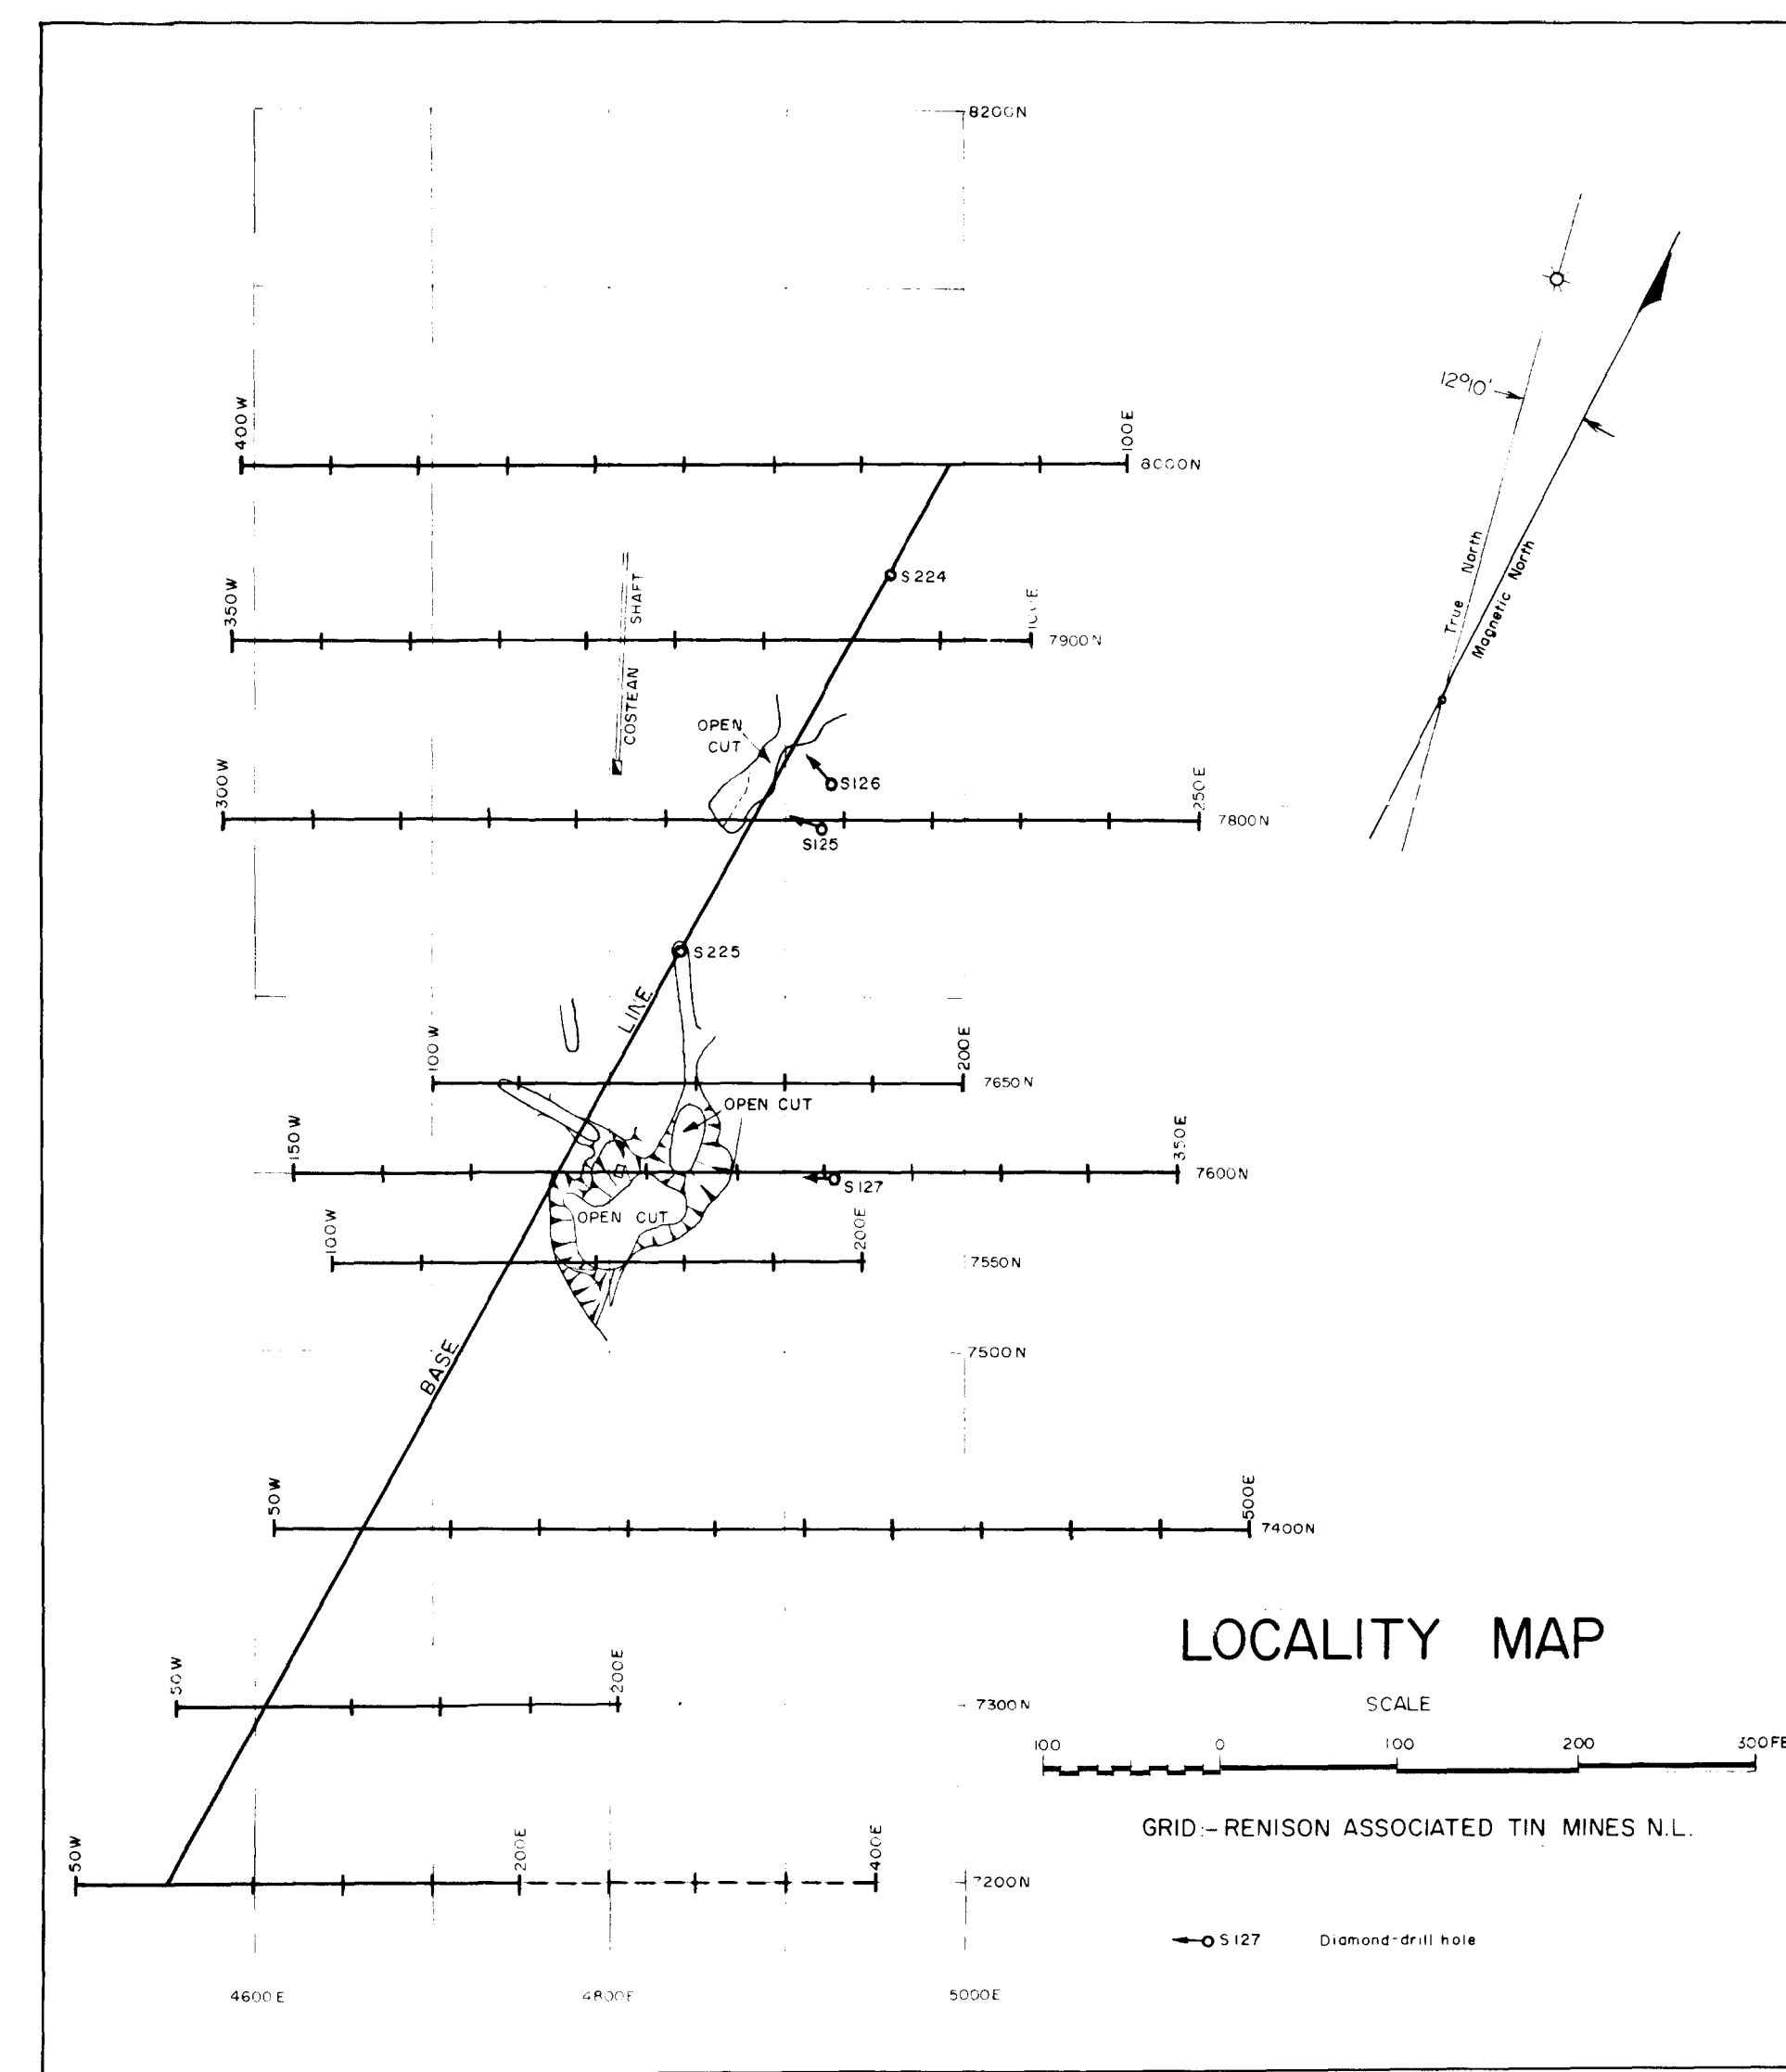 8200N
400W
100E
8000N
S224
350W
SHAFT
7900N
COSTEAN
OPEN
CUT
S126
300W
250E
7800N
S125
S225
LINE
100W
200E
7650N
OPEN CUT
150W
350E
7600N
S127
OPEN CUT
100W
200E
7550N
7500N
BASE
50W
500E
7400N
50W
200E
7300N
50W
200E
400E
7200N
4600E
4800E
5000E
12°10'
True North
Magnetic North
LOCALITY MAP
SCALE
100 0 100 200 300FE
GRID:- RENISON ASSOCIATED TIN MINES N.L.
S127 Diamond-drill hole